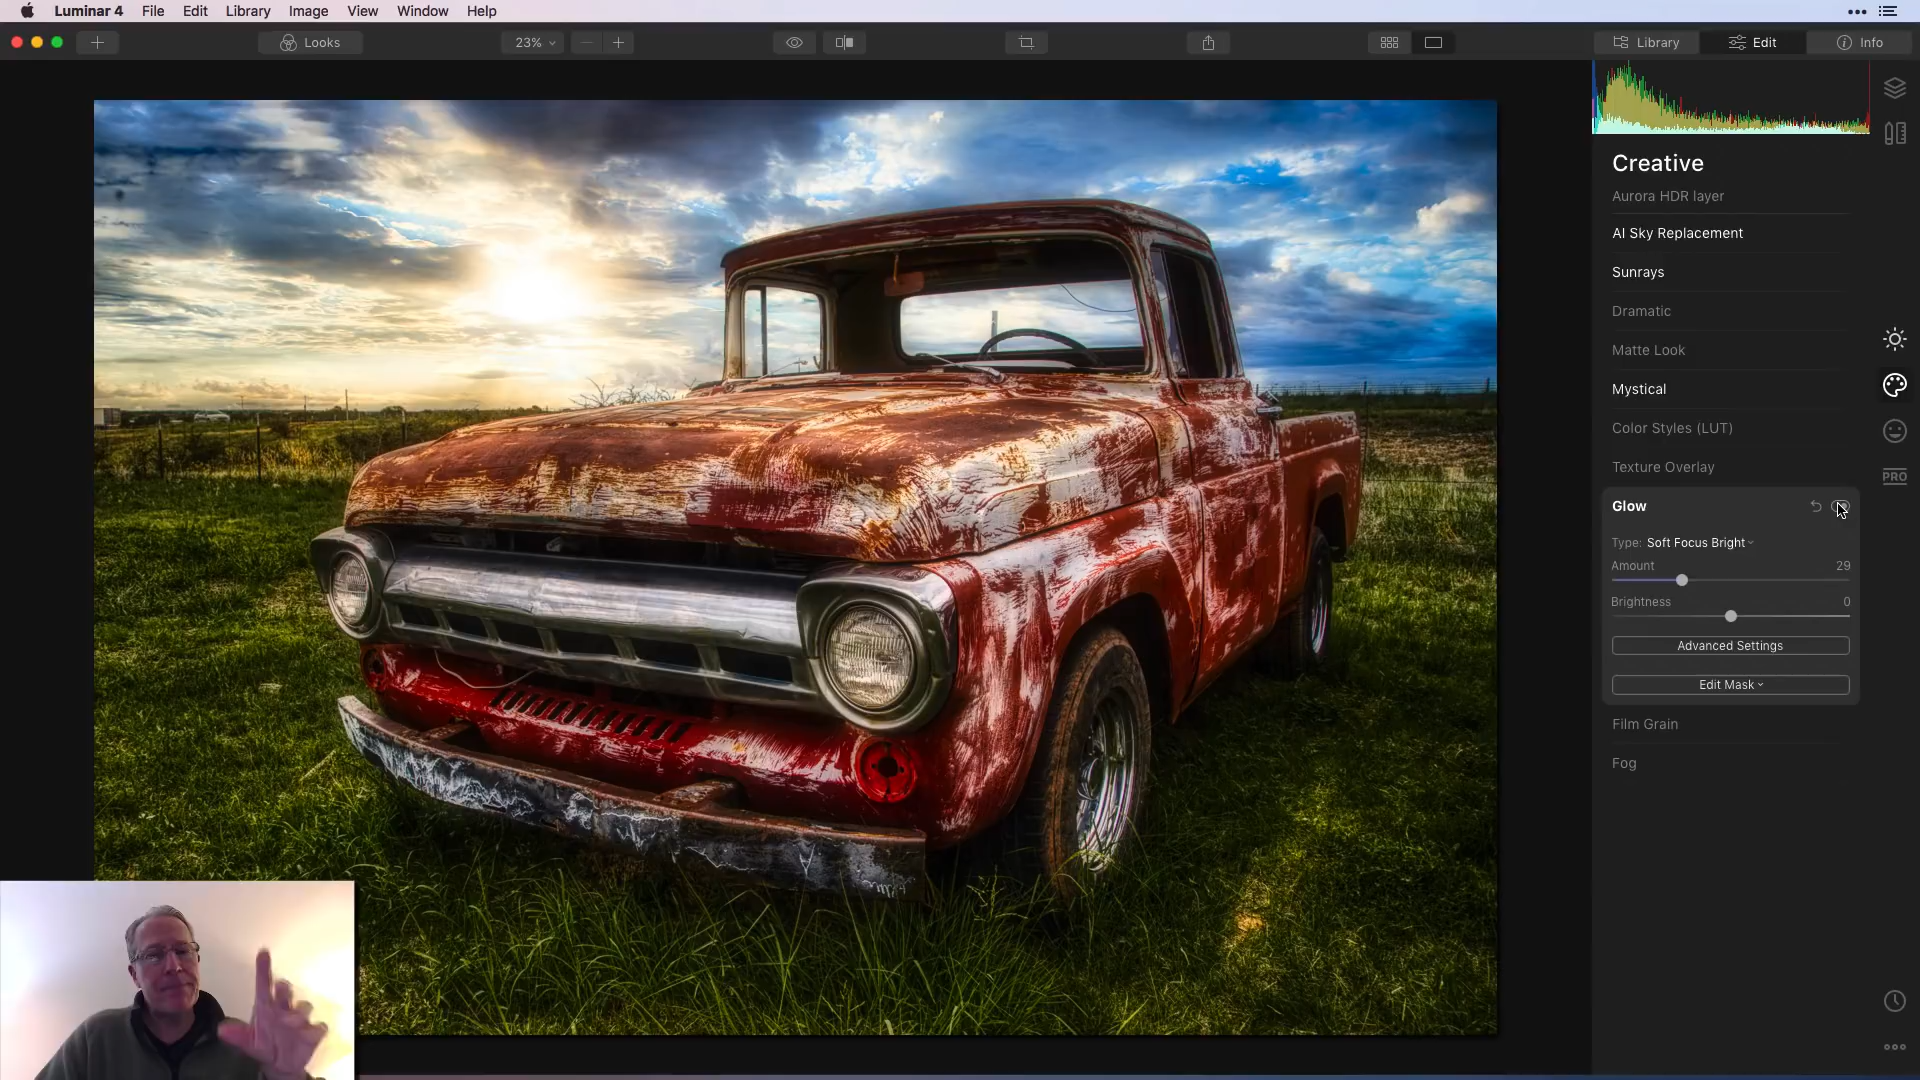 Luminar 4 File Edit Library Image View Window Help
Looks 23% Library Edit Info
Creative
Aurora HDR layer
AI Sky Replacement
Sunrays
Dramatic
Matte Look
Mystical
Color Styles (LUT)
PRO
Texture Overlay
Glow
Type: Soft Focus Bright
Amount 29
Brightness 0
Advanced Settings
Edit Mask
Film Grain
Fog